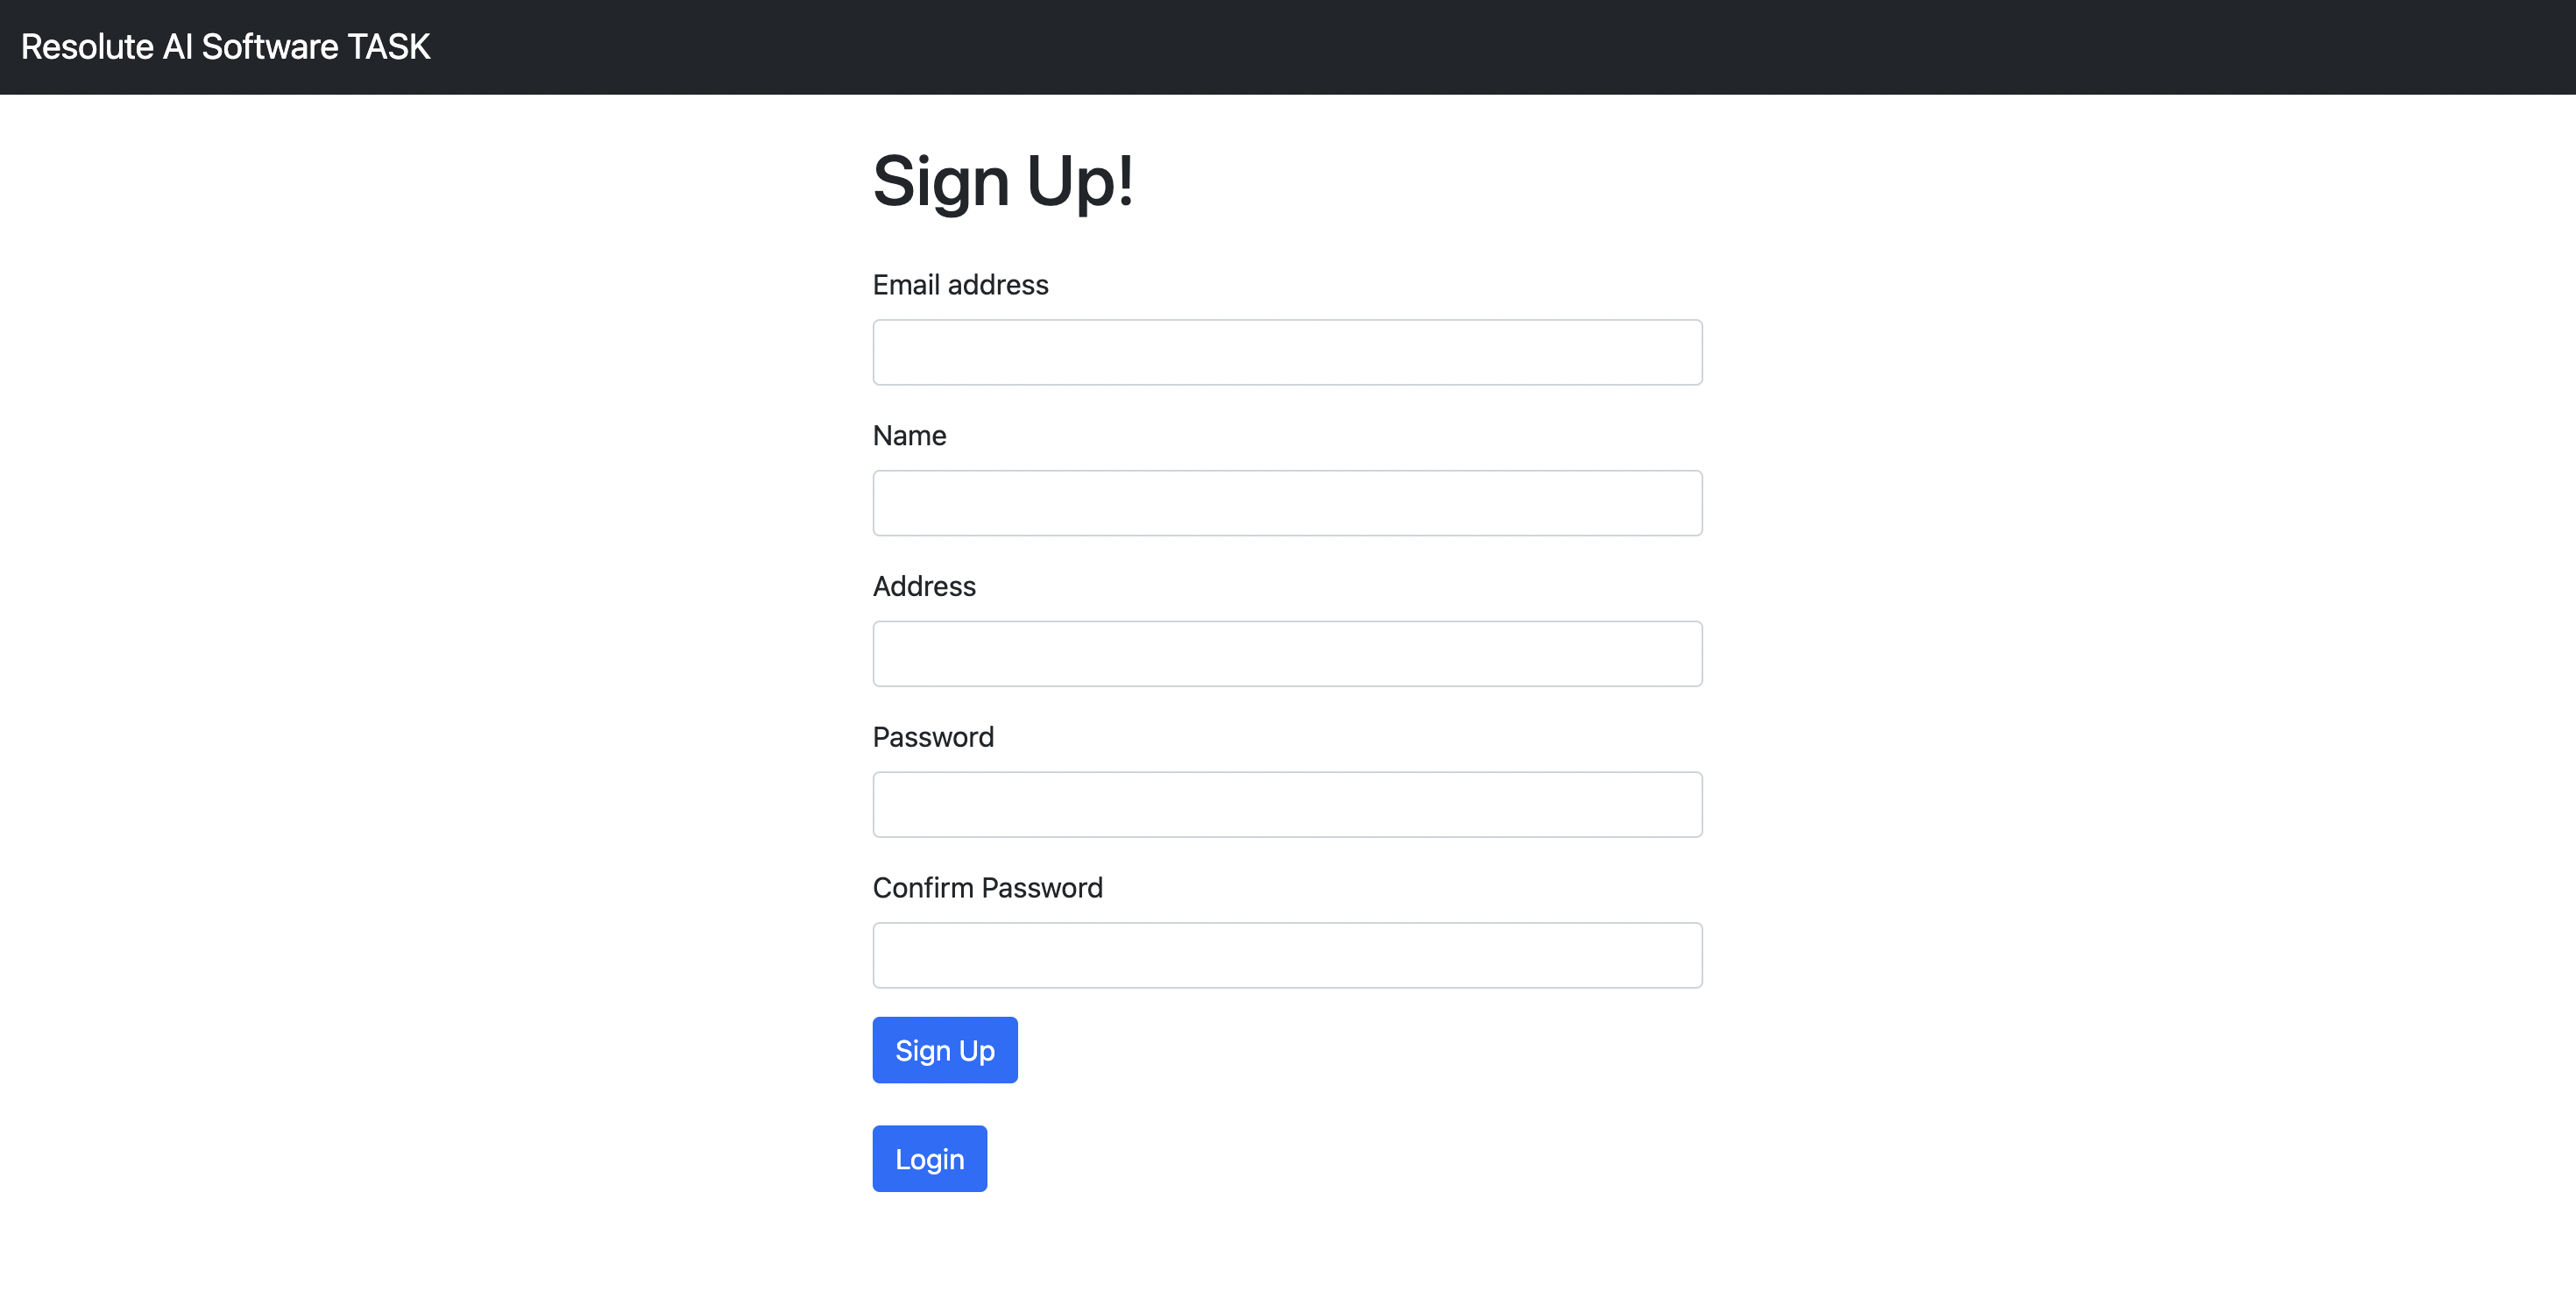 Resolute AI Software TASK
Sign Up!
Email address
Name
Address
Password
Confirm Password
Sign Up
Login